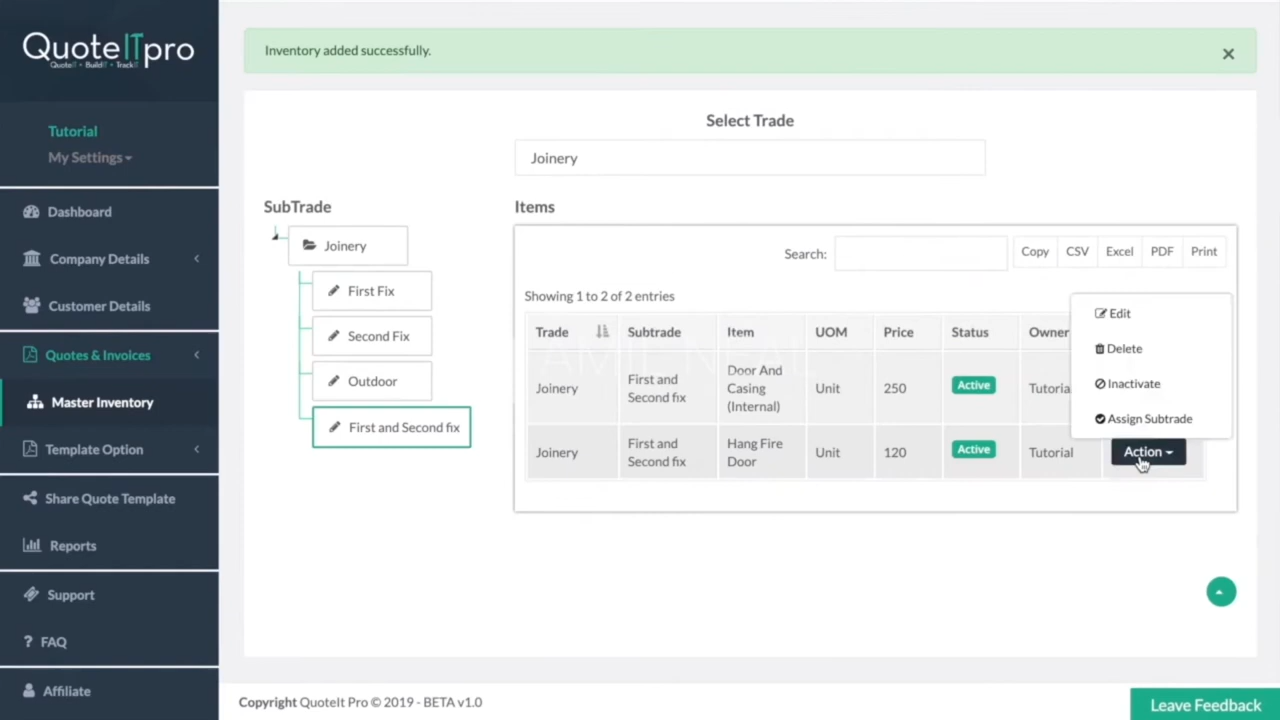 QuoteITpro
QuoteIT • BuildIT • TrackIT
Tutorial
My Settings
Dashboard
Company Details
Customer Details
Quotes & Invoices
Master Inventory
Template Option
Share Quote Template
Reports
Support
FAQ
Affiliate
Inventory added successfully.
Select Trade
Joinery
SubTrade
Joinery
First Fix
Second Fix
Outdoor
First and Second fix
Items
Search:
Copy CSV Excel PDF Print
Showing 1 to 2 of 2 entries
Trade Subtrade Item UOM Price Status Owner
Joinery First and Second fix Door And Casing (Internal) Unit 250 Active Tutoria
Joinery First and Second fix Hang Fire Door Unit 120 Active Tutorial
Edit
Delete
Inactivate
Assign Subtrade
Action
Copyright QuoteIt Pro © 2019 - BETA v1.0
Leave Feedback